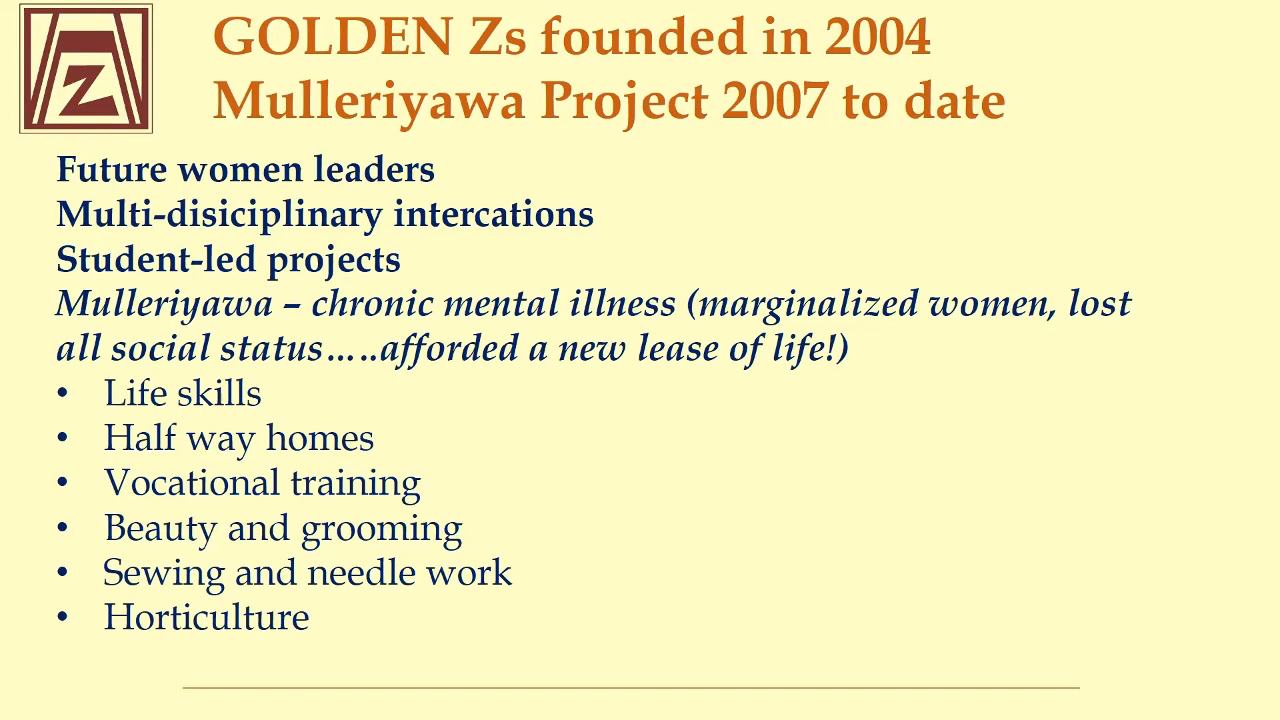 Z
GOLDEN Zs founded in 2004
Mulleriyawa Project 2007 to date
Future women leaders
Multi-disiciplinary intercations
Student-led projects
Mulleriyawa – chronic mental illness (marginalized women, lost
all social status…..afforded a new lease of life!)
• Life skills
• Half way homes
• Vocational training
• Beauty and grooming
• Sewing and needle work
• Horticulture